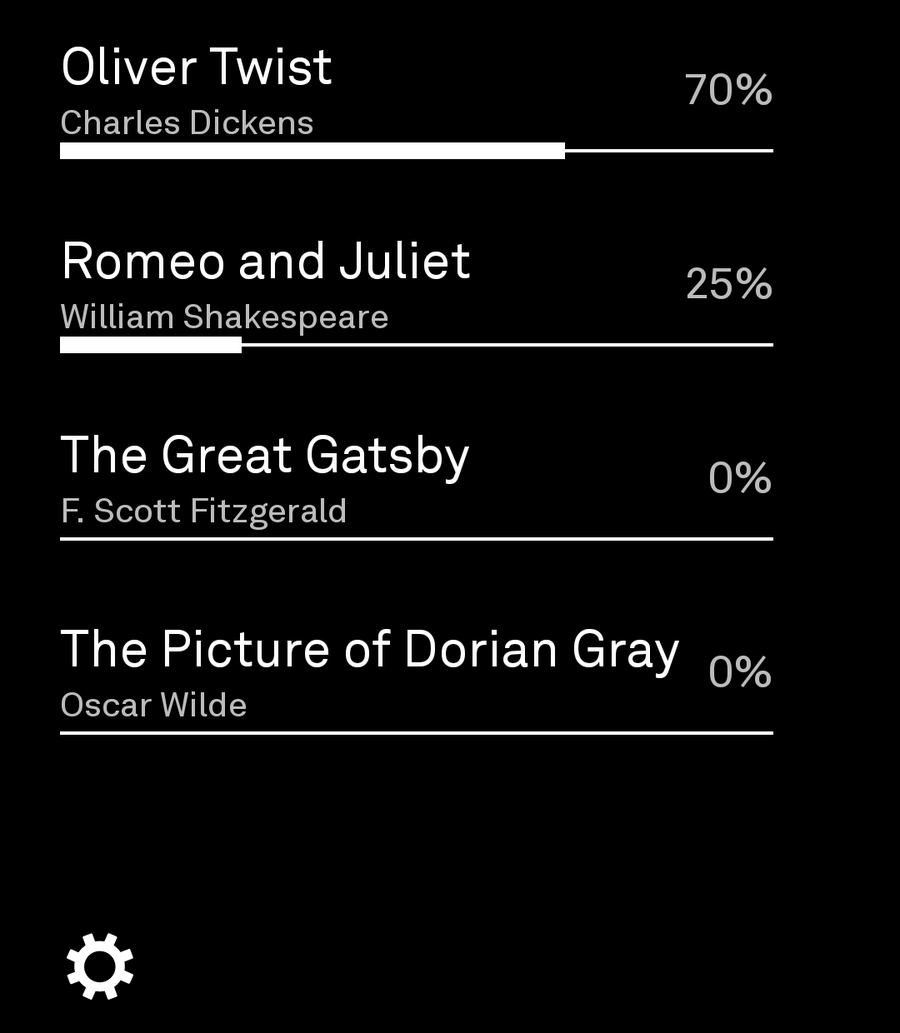 Oliver Twist
70%
Charles Dickens
Romeo and Juliet
25%
William Shakespeare
The Great Gatsby
0%
F. Scott Fitzgerald
The Picture of Dorian Gray
0%
Oscar Wilde